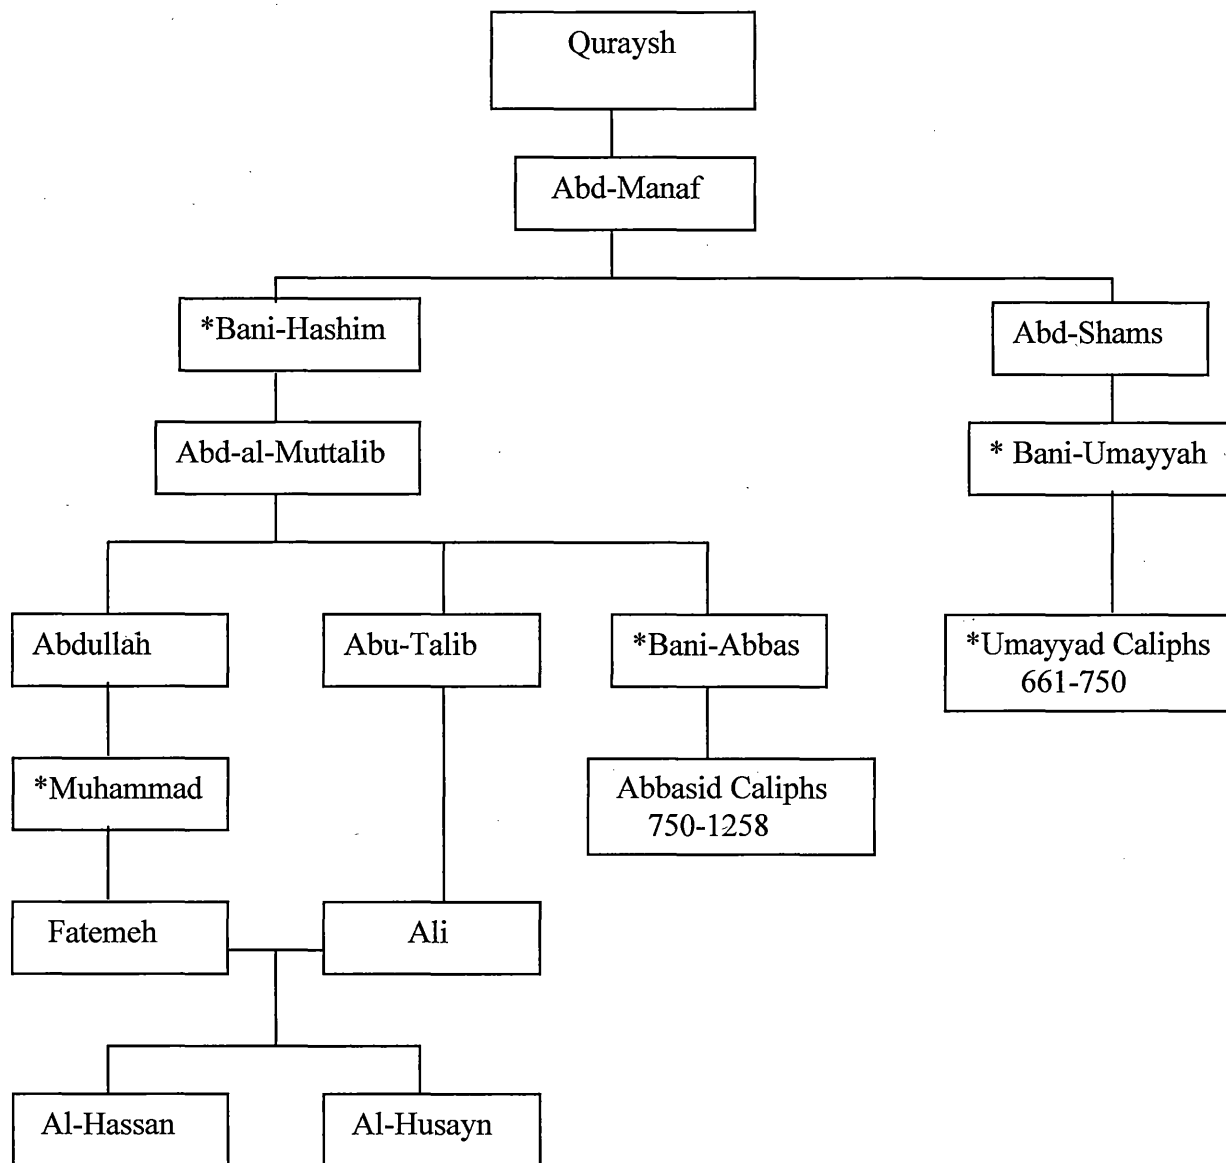 Quraysh
Abd-Manaf
*Bani-Hashim
Abd-Shams
Abd-al-Muttalib
* Bani-Umayyah
Abdullah
Abu-Talib
*Bani-Abbas
*Umayyad Caliphs
661-750
*Muhammad
Abbasid Caliphs
750-1258
Fatemeh
Ali
Al-Hassan
Al-Husayn